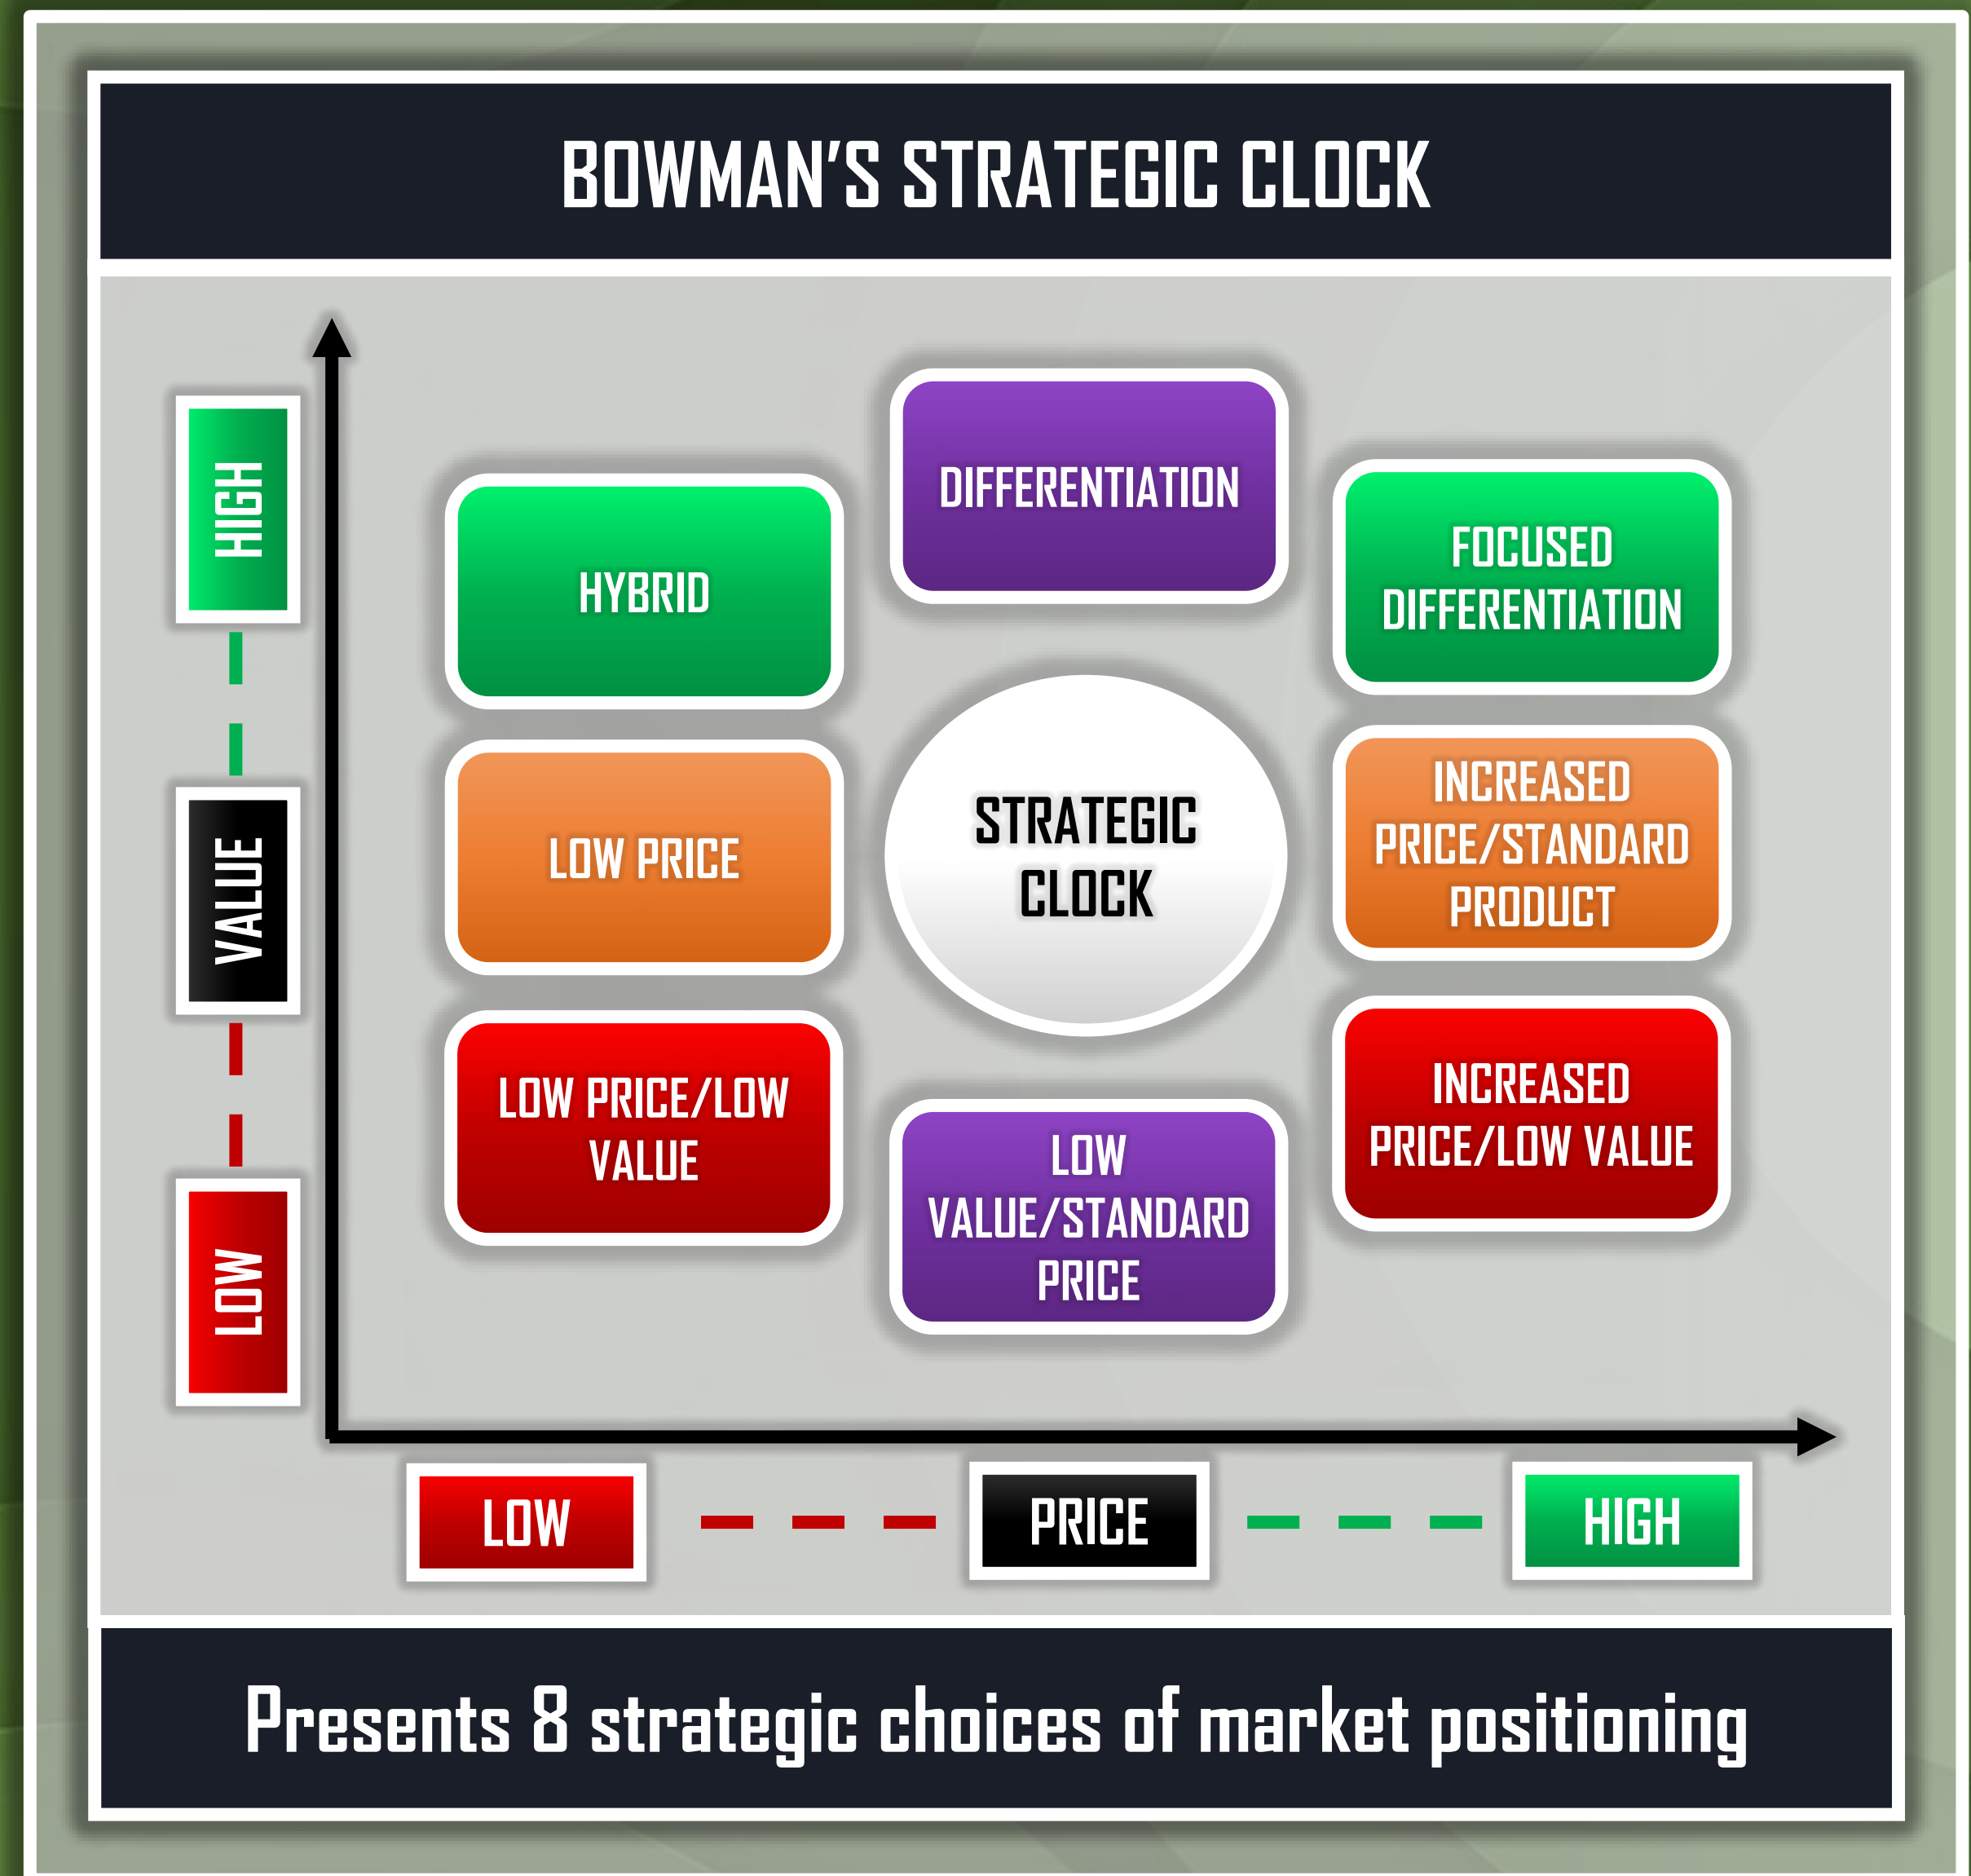 BOWMAN'S STRATEGIC CLOCK
HIGH
VALUE
LOW
DIFFERENTIATION
HYBRID
FOCUSED
DIFFERENTIATION
LOW PRICE
STRATEGIC
CLOCK
INCREASED
PRICE/STANDARD
PRODUCT
LOW PRICE/LOW
VALUE
LOW
VALUE/STANDARD
PRICE
INCREASED
PRICE/LOW VALUE
LOW
PRICE
HIGH
Presents 8 strategic choices of market positioning